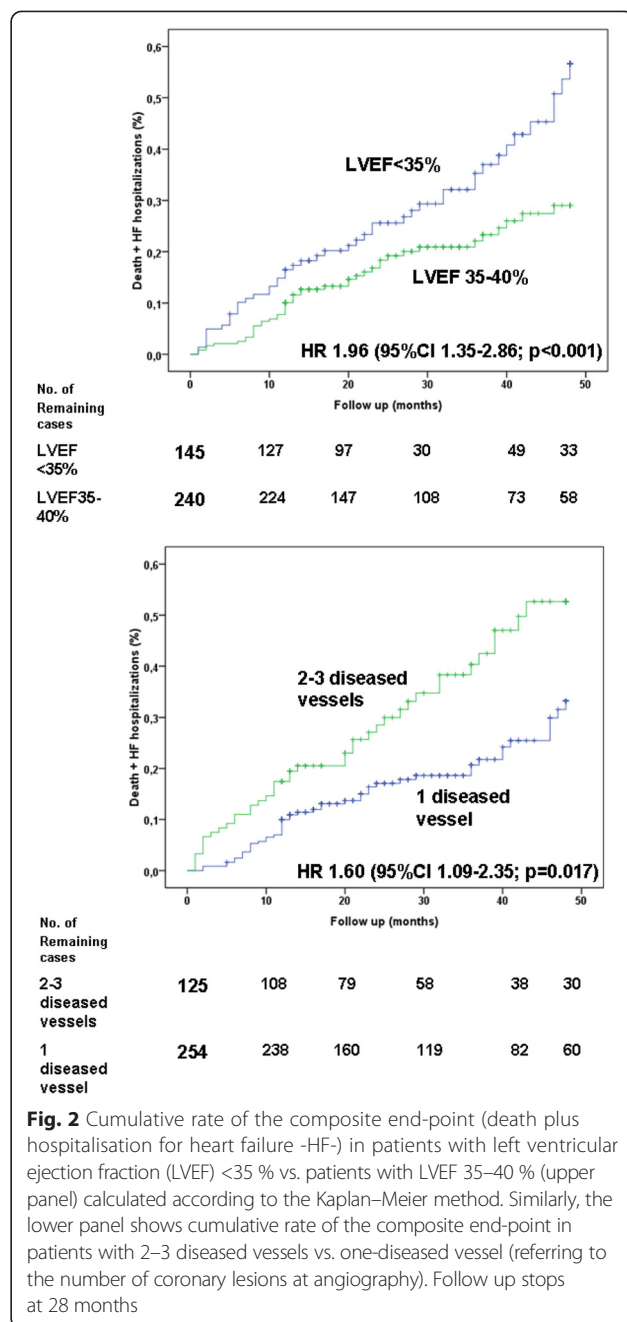 Death + HF hospitalizations (%)
0,6
0,5
0,4
0,3
0,2
0,1
0,0
LVEF<35%
LVEF 35-40%
HR 1.96 (95%CI 1.35-2.86; p<0.001)
0 10 20 30 40 50
Follow up (months)
No. of
Remaining
cases
LVEF
<35%
145 127 97 30 49 33
LVEF35-
40%
240 224 147 108 73 58
Death + HF hospitalizations (%)
0,6
0,5
0,4
0,3
0,2
0,1
0,0
2-3 diseased
vessels
1 diseased
vessel
HR 1.60 (95%CI 1.09-2.35; p=0.017)
0 10 20 30 40 50
Follow up (months)
No. of
Remaining
cases
2-3
diseased
vessels
125 108 79 58 38 30
1
diseased
vessel
254 238 160 119 82 60
Fig. 2 Cumulative rate of the composite end-point (death plus
hospitalisation for heart failure -HF-) in patients with left ventricular
ejection fraction (LVEF) <35 % vs. patients with LVEF 35–40 % (upper
panel) calculated according to the Kaplan–Meier method. Similarly, the
lower panel shows cumulative rate of the composite end-point in
patients with 2–3 diseased vessels vs. one-diseased vessel (referring to
the number of coronary lesions at angiography). Follow up stops
at 28 months